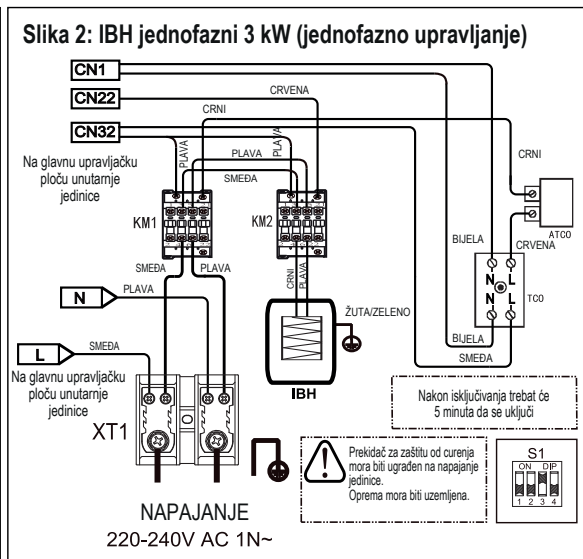 Slika 2: IBH jednofazni 3 kW (jednofazno upravljanje)
CN1
CN22
CN32
CRVENA
CRNI
Na glavnu upravljačku
ploču unutarnje
jedinice
PLAVA
PLAVA
SMEĐA
PLAVA
CRNI
KM1
KM2
ATCO
BIJELA
CRVENA
SMEĐA
PLAVA
CRNI
PLAVA
N
N
L
L
TCO
N
PLAVA
ŽUTA/ZELENO
BIJELA
SMEĐA
L
SMEĐA
Na glavnu upravljačku
ploču unutarnje
jedinice
IBH
XT1
Nakon isključivanja trebat će
5 minuta da se uključi
Prekidač za zaštitu od curenja
mora biti ugrađen na napajanje
jedinice.
Oprema mora biti uzemljena.
S1
ON DIP
1 2 3 4
NAPAJANJE
220-240V AC 1N~